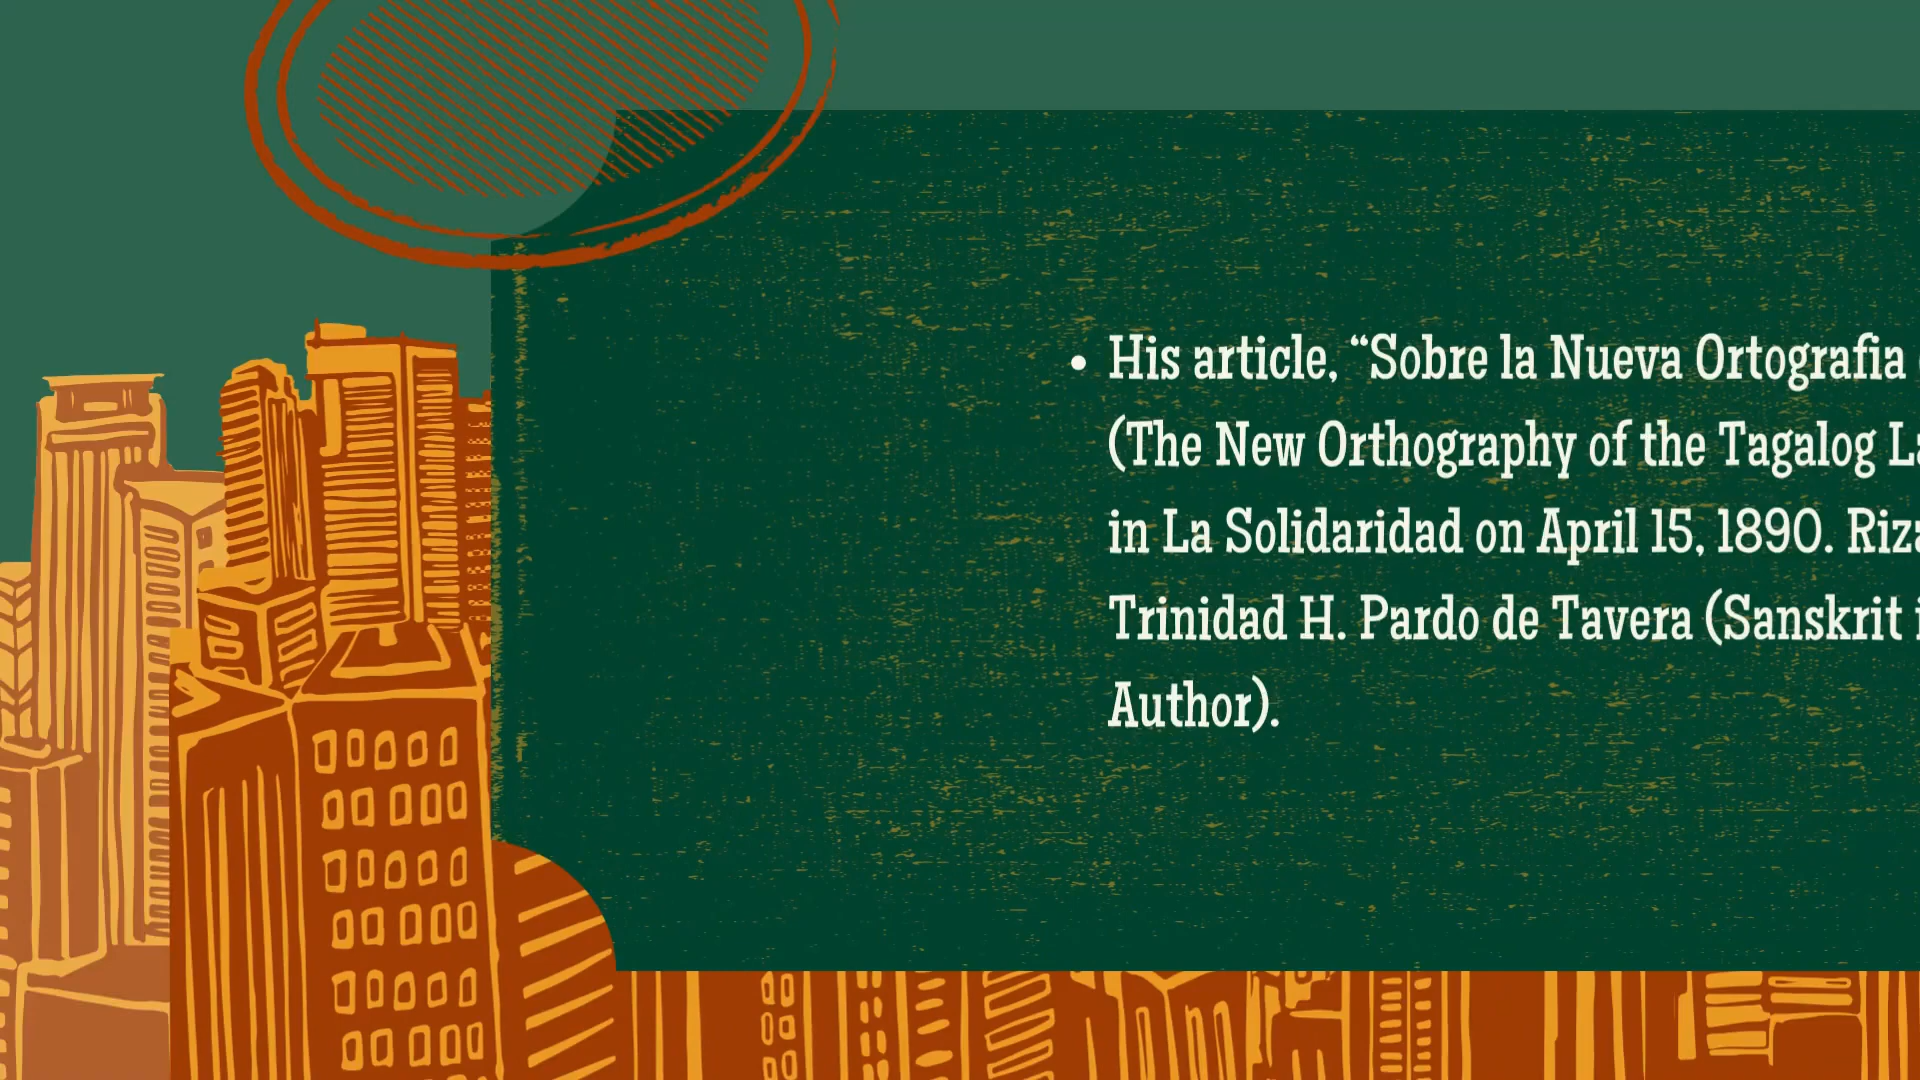 • His article, “Sobre la Nueva Ortografia
(The New Orthography of the Tagalog
in La Solidaridad on April 15, 1890.
Trinidad H. Pardo de Tavera (Sanskrit
Author).